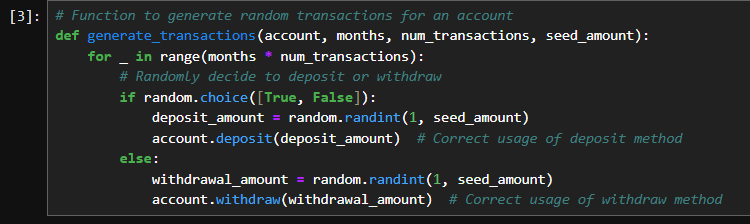 [3]: # Function to generate random transactions for an account
def generate_transactions(account, months, num_transactions, seed_amount):
    for _ in range(months * num_transactions):
        # Randomly decide to deposit or withdraw
        if random.choice([True, False]):
            deposit_amount = random.randint(1, seed_amount)
            account.deposit(deposit_amount)  # Correct usage of deposit method
        else:
            withdrawal_amount = random.randint(1, seed_amount)
            account.withdraw(withdrawal_amount)  # Correct usage of withdraw method